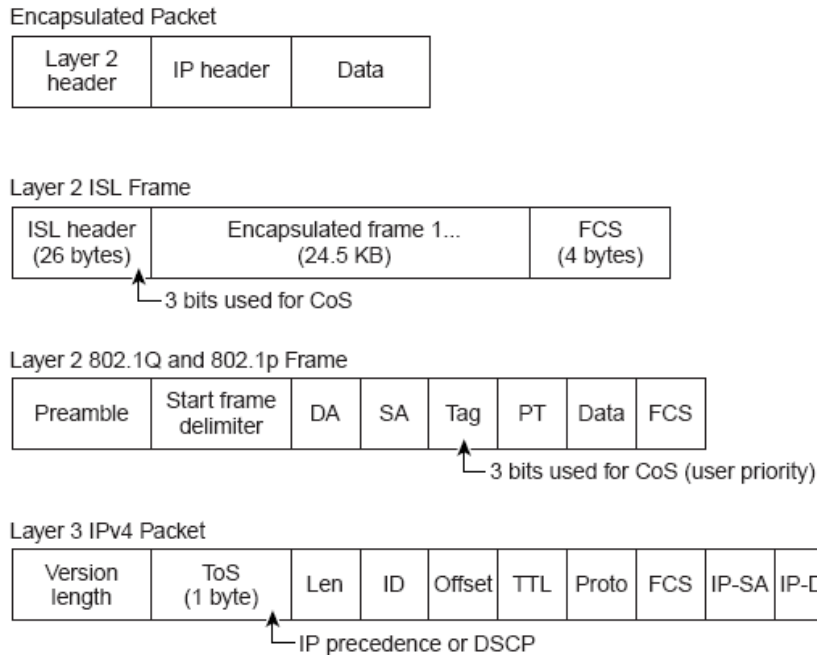 Encapsulated Packet
Layer 2
header
IP header
Data
Layer 2 ISL Frame
ISL header
(26 bytes)
Encapsulated frame 1...
(24.5 KB)
FCS
(4 bytes)
3 bits used for CoS
Layer 2 802.1Q and 802.1p Frame
Preamble
Start frame
delimiter
DA
SA
Tag
PT
Data
FCS
3 bits used for CoS (user priority)
Layer 3 IPv4 Packet
Version
length
ToS
(1 byte)
Len
ID
Offset
TTL
Proto
FCS
IP-SA
IP-D
IP precedence or DSCP